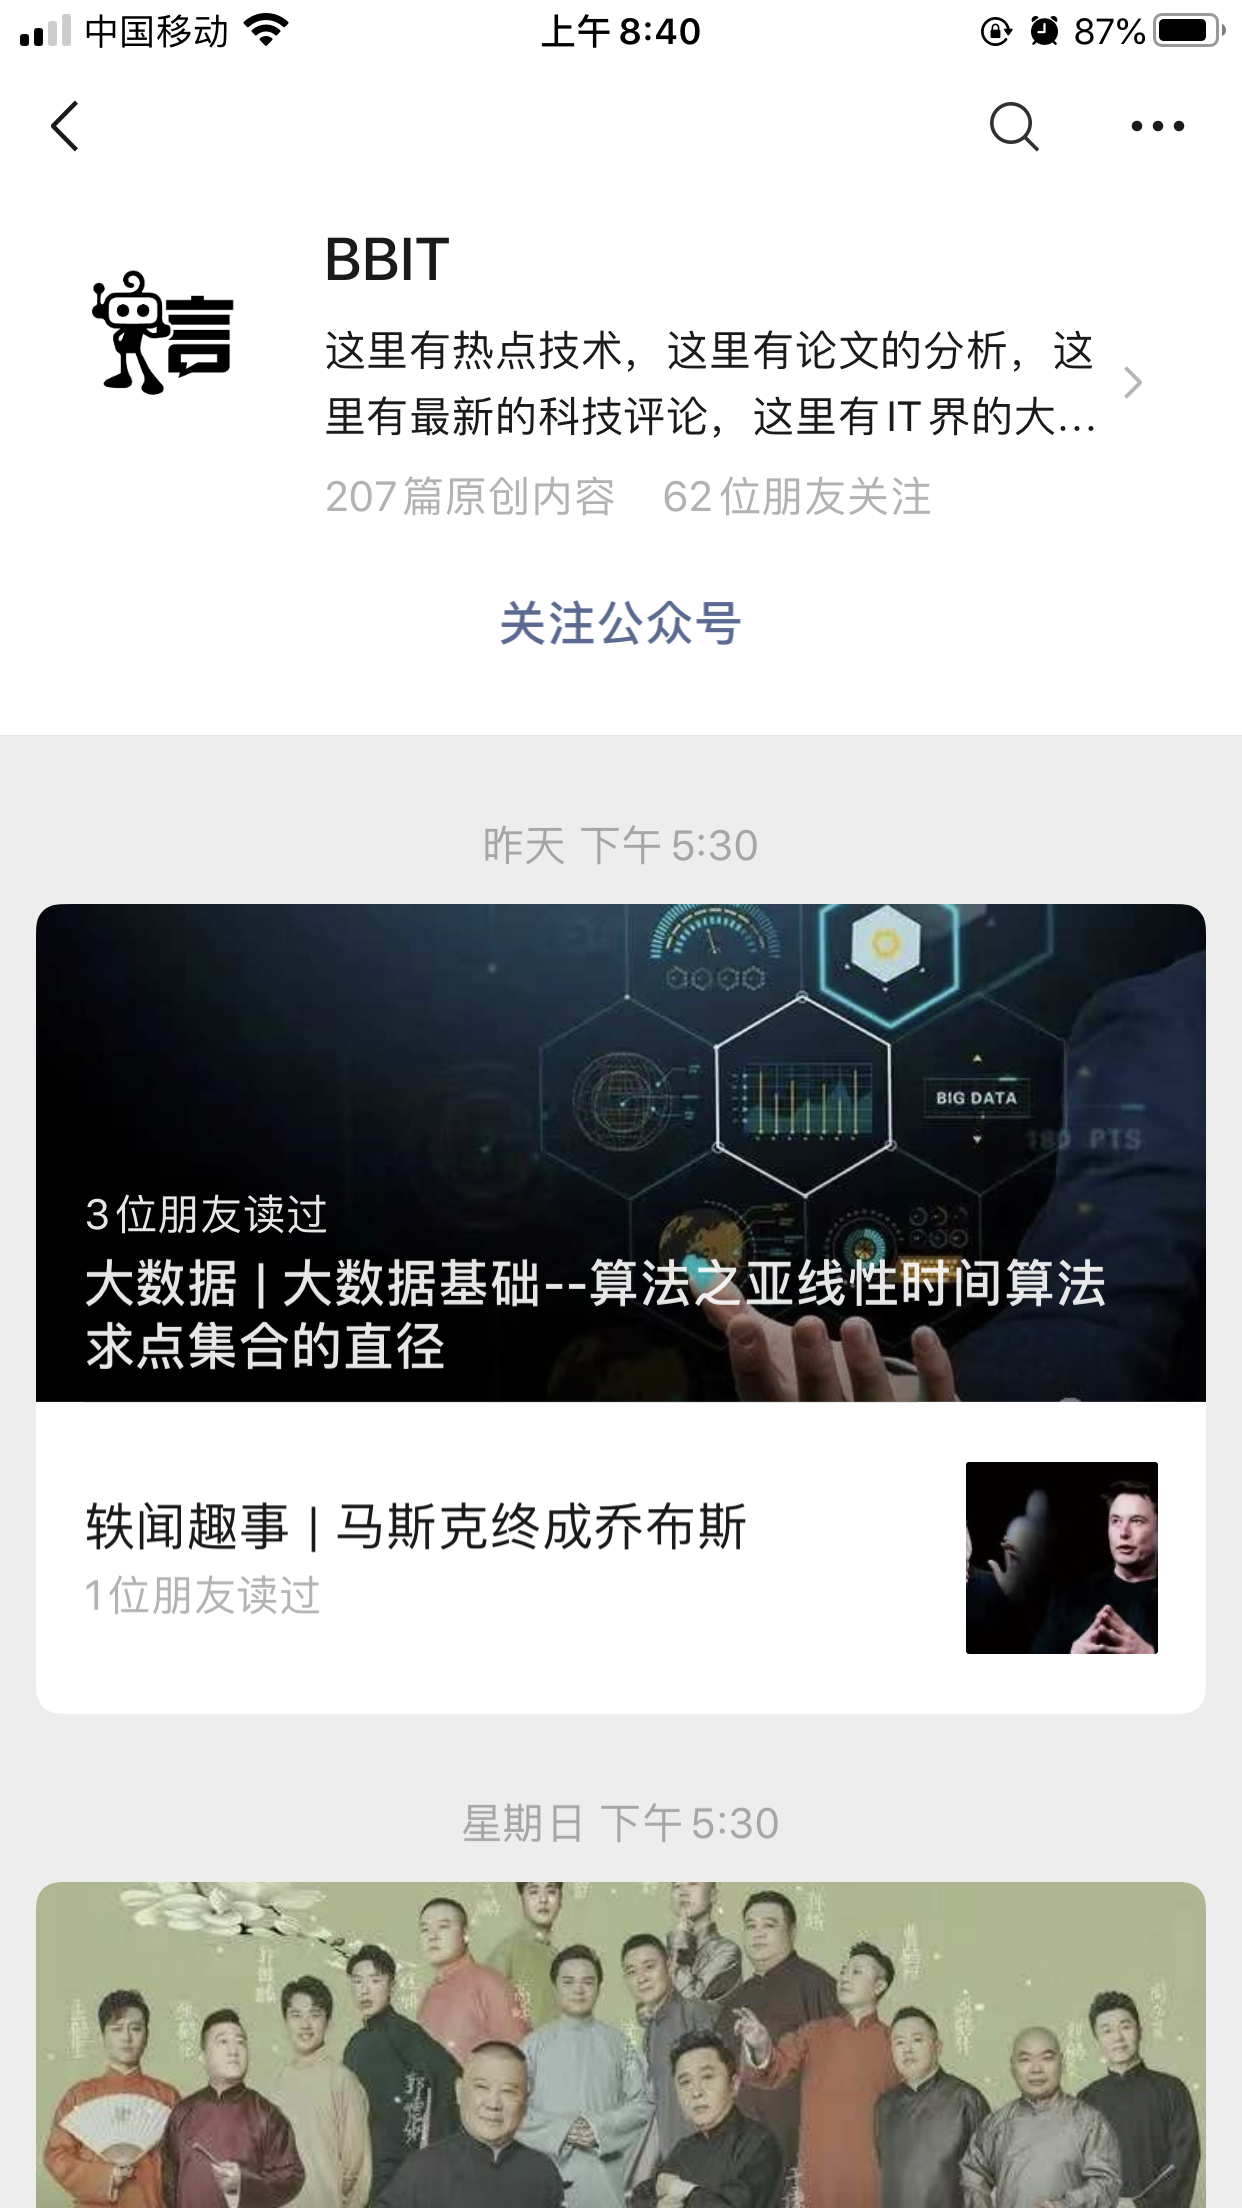 中国移动
上午8:40
87%
言
BBIT
这里有热点技术，这里有论文的分析，这
里有最新的科技评论，这里有IT界的大...
207篇原创内容 62位朋友关注
关注公众号
昨天 下午5:30
BIG DATA
180 PTS
3位朋友读过
大数据 | 大数据基础--算法之亚线性时间算法
求点集合的直径
轶闻趣事 | 马斯克终成乔布斯
1位朋友读过
星期日 下午5:30